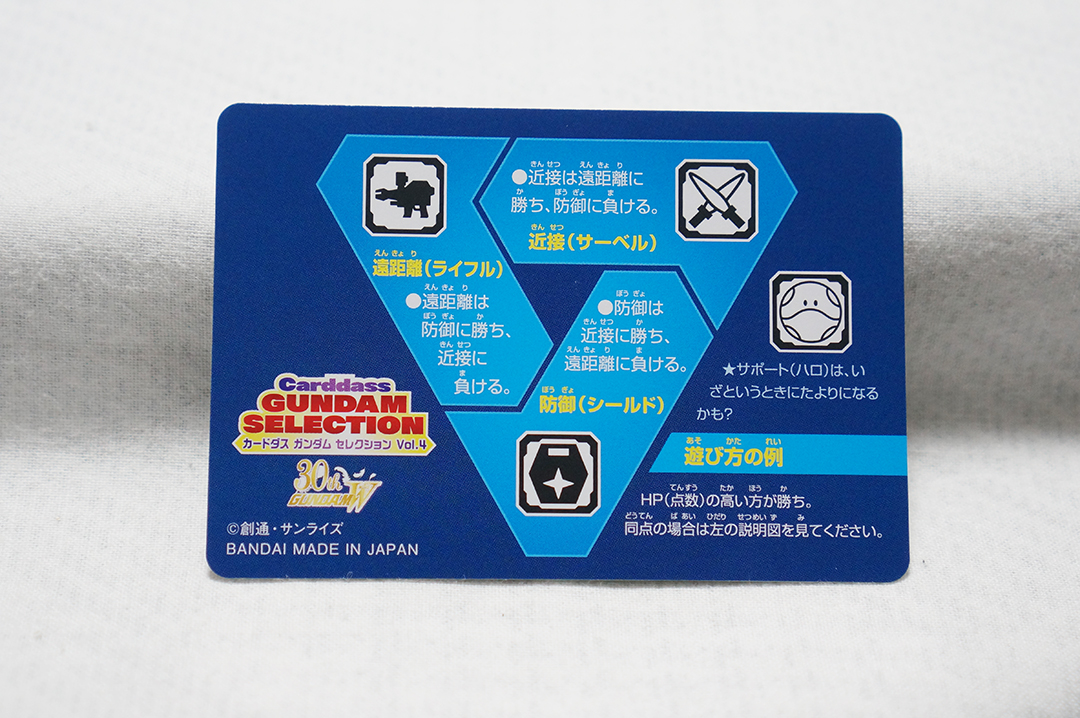 ●近接は遠距離に
勝ち、防御に負ける。
近接(サーベル)
遠距離(ライフル)
●遠距離は
防御に勝ち、
近接に
負ける。
●防御は
近接に勝ち、
遠距離に負ける。
防御(シールド)
★サポート(ハロ)は、い
ざというときにたよりになる
かも?
遊び方の例
HP(点数)の高い方が勝ち。
同点の場合は左の説明図を見てください。
Carddass
GUNDAM
SELECTION
カードダス ガンダム セレクション Vol.4
30th
GUNDAM W
©創通・サンライズ
BANDAI MADE IN JAPAN